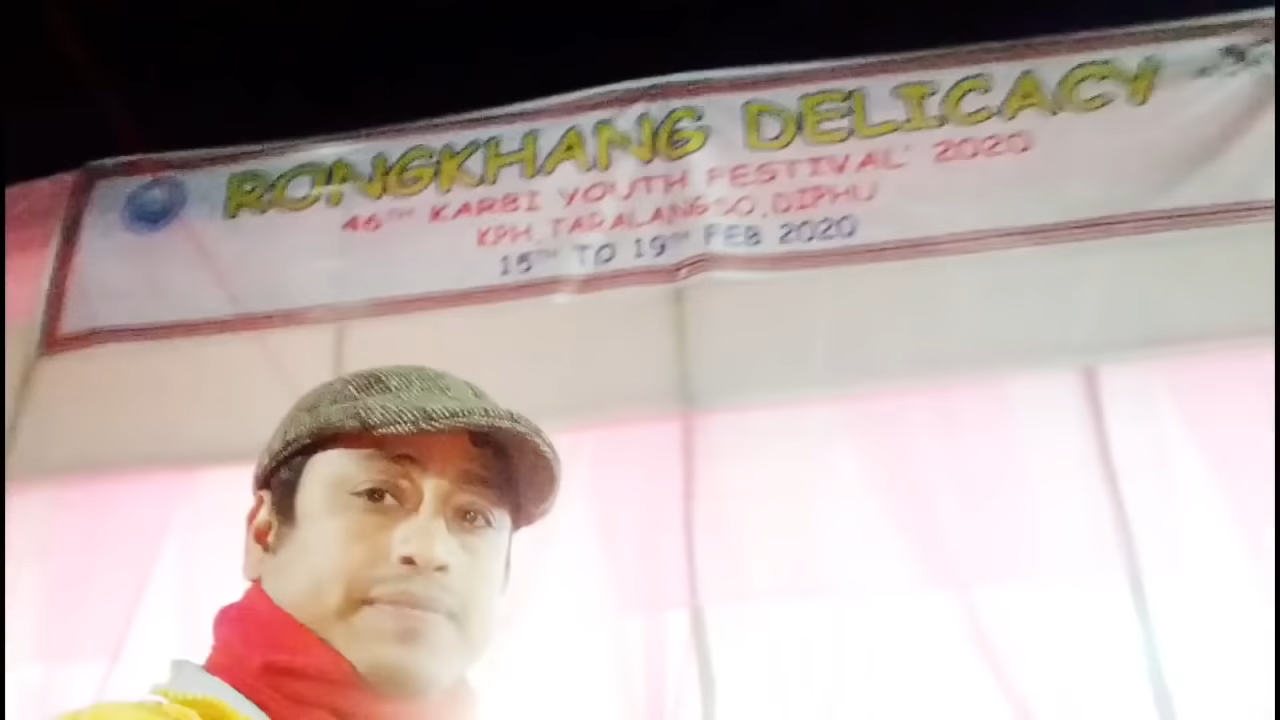 RONGKHANG DELICACY
46TH KARBI YOUTH FESTIVAL' 2020
KPH, TARALANGSO, DIPHU
15TH TO 19TH FEB 2020